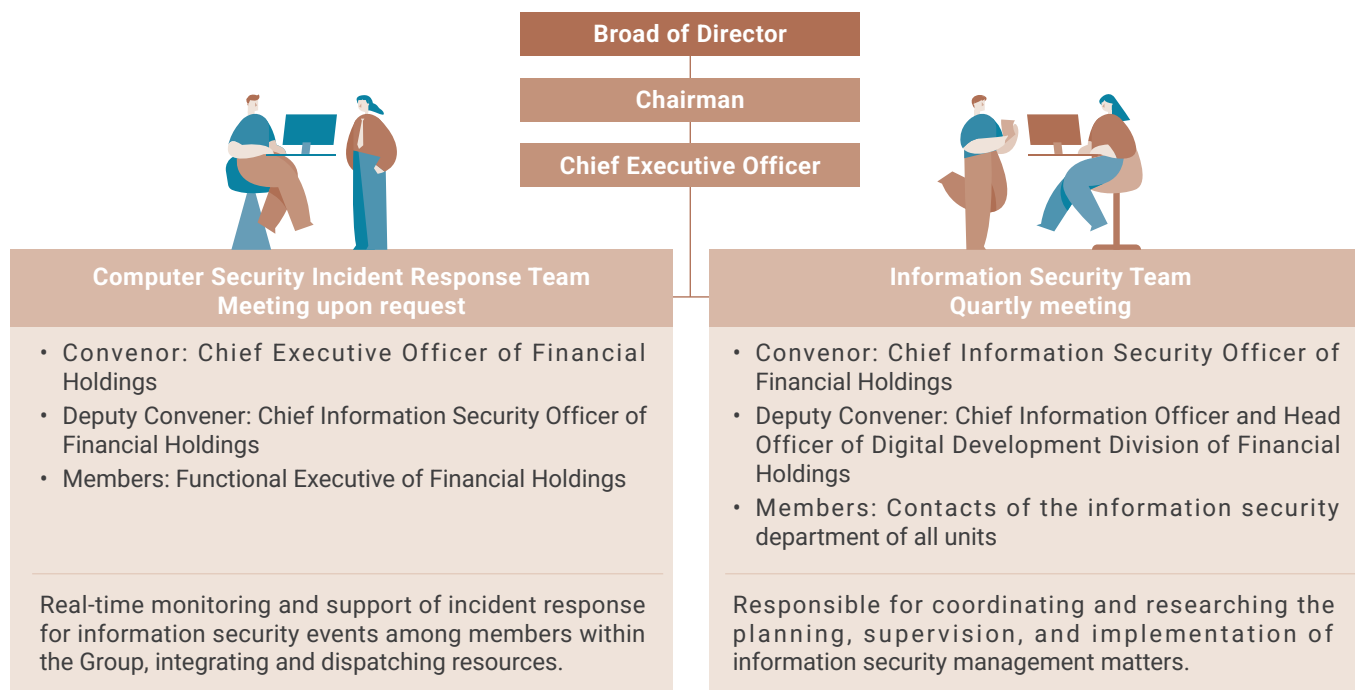 Broad of Director
Chairman
Chief Executive Officer
Computer Security Incident Response Team
Meeting upon request
• Convenor: Chief Executive Officer of Financial
Holdings
• Deputy Convener: Chief Information Security Officer of
Financial Holdings
• Members: Functional Executive of Financial Holdings
Real-time monitoring and support of incident response
for information security events among members within
the Group, integrating and dispatching resources.
Information Security Team
Quartly meeting
• Convenor: Chief Information Security Officer of
Financial Holdings
• Deputy Convener: Chief Information Officer and Head
Officer of Digital Development Division of Financial
Holdings
• Members: Contacts of the information security
department of all units
Responsible for coordinating and researching the
planning, supervision, and implementation of
information security management matters.